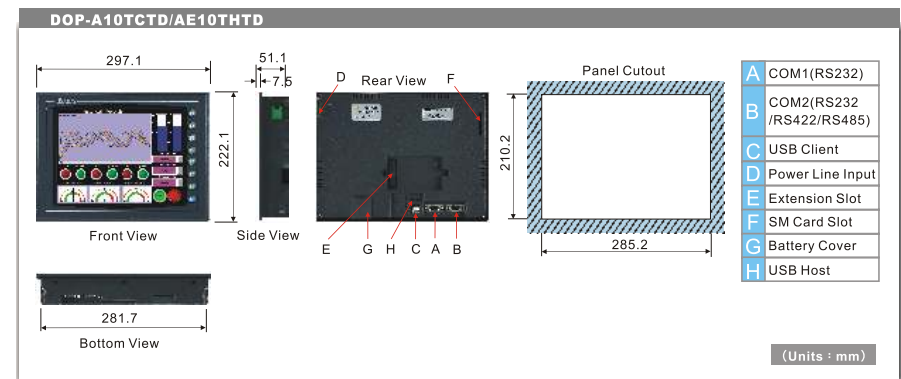 DOP-A10TCTD/AE10THTD
297.1
51.1
7.5
D
Rear View
F
Panel Cutout
222.1
210.2
Front View
Side View
E
G
H
C
A
B
285.2
281.7
Bottom View
A COM1(RS232)
B COM2(RS232
/RS422/RS485)
C USB Client
D Power Line Input
E Extension Slot
F SM Card Slot
G Battery Cover
H USB Host
(Units : mm)